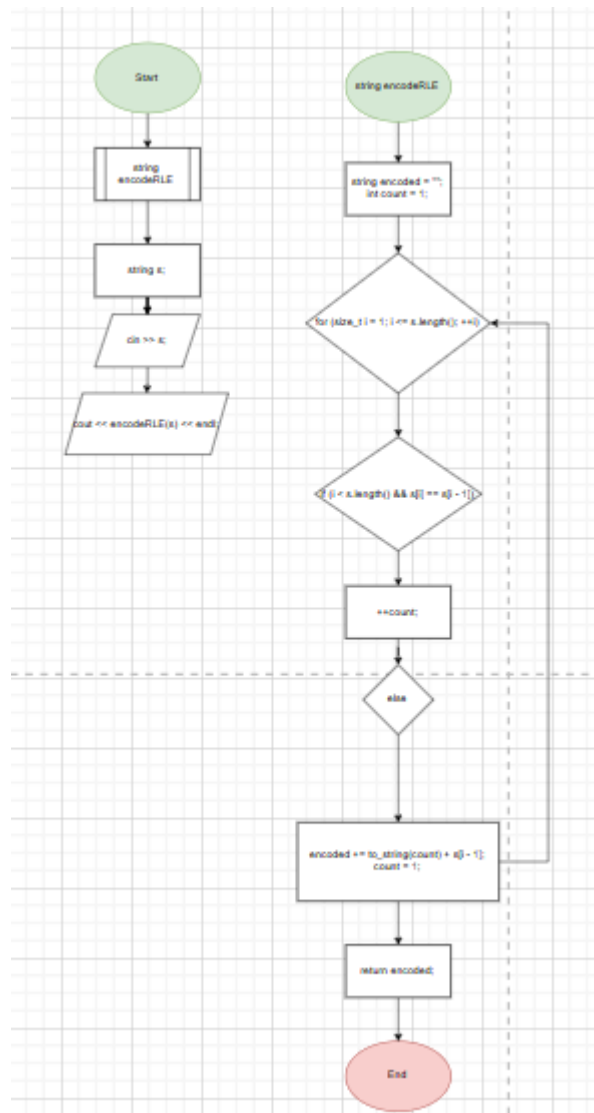 Start
string
encodeRLE
string s;
cin >> s;
cout << encodeRLE(s) << endl;
string encodeRLE
string encoded = "";
int count = 1;
for (size_t i = 1; i <= s.length(); ++i)
if (i < s.length() && s[i] == s[i - 1])
++count;
else
encoded += to_string(count) + s[i - 1];
count = 1;
return encoded;
End